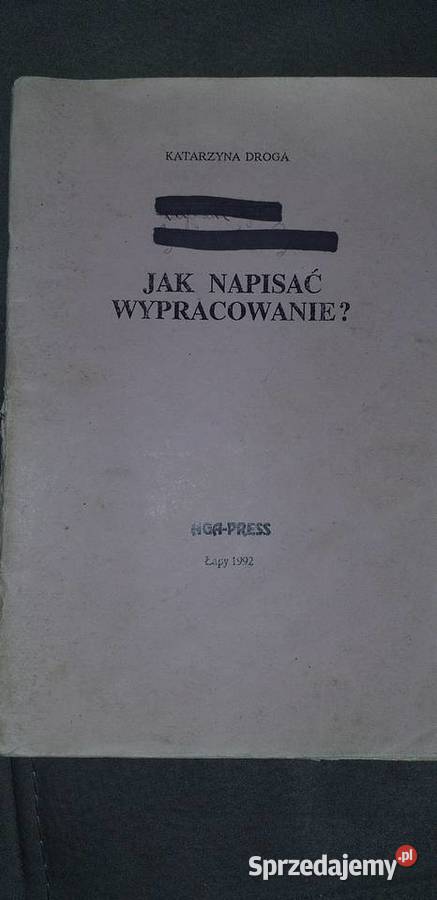 KATARZYNA DROGA
JAK NAPISAĆ
WYPRACOWANIE?
AGA-PRESS
Łapy 1992
Sprzedajemy.pl